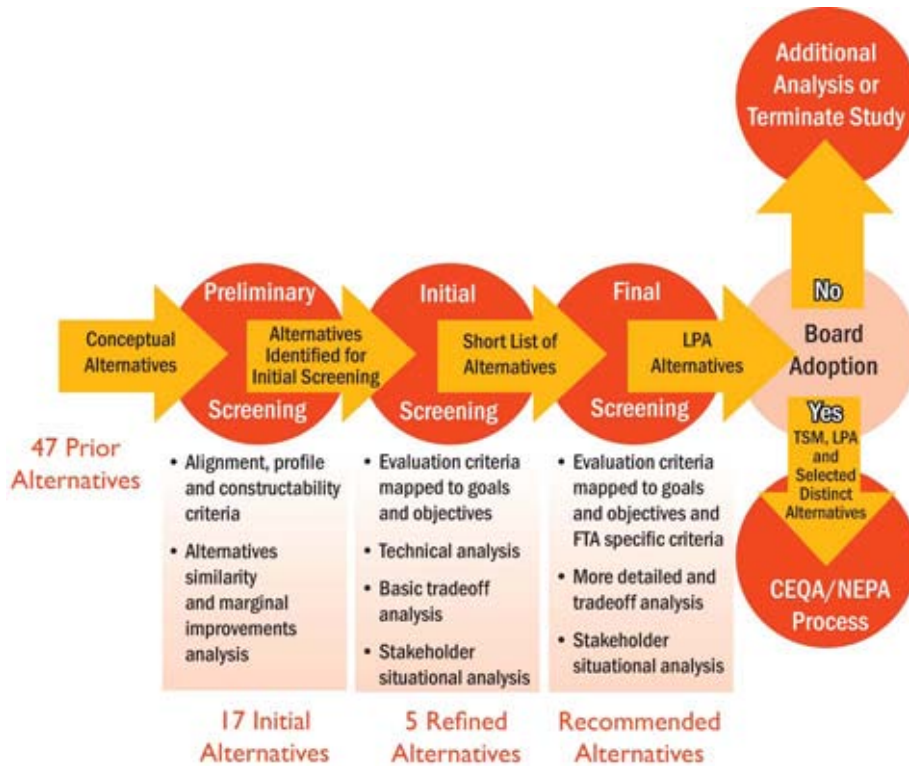 Additional
Analysis or
Terminate Study
No
Board
Adoption
Yes
TSM, LPA
and
Selected
Distinct
Alternatives
CEQA/NEPA
Process
Conceptual
Alternatives
Preliminary
Alternatives
Identified for
Initial Screening
Screening
Initial
Short List of
Alternatives
Screening
Final
LPA
Alternatives
Screening
47 Prior
Alternatives
• Alignment, profile
and constructability
criteria
• Alternatives
similarity
and marginal
improvements
analysis
• Evaluation criteria
mapped to goals
and objectives
• Technical analysis
• Basic tradeoff
analysis
• Stakeholder
situational analysis
• Evaluation criteria
mapped to goals
and objectives and
FTA specific criteria
• More detailed and
tradeoff analysis
• Stakeholder
situational analysis
17 Initial
Alternatives
5 Refined
Alternatives
Recommended
Alternatives